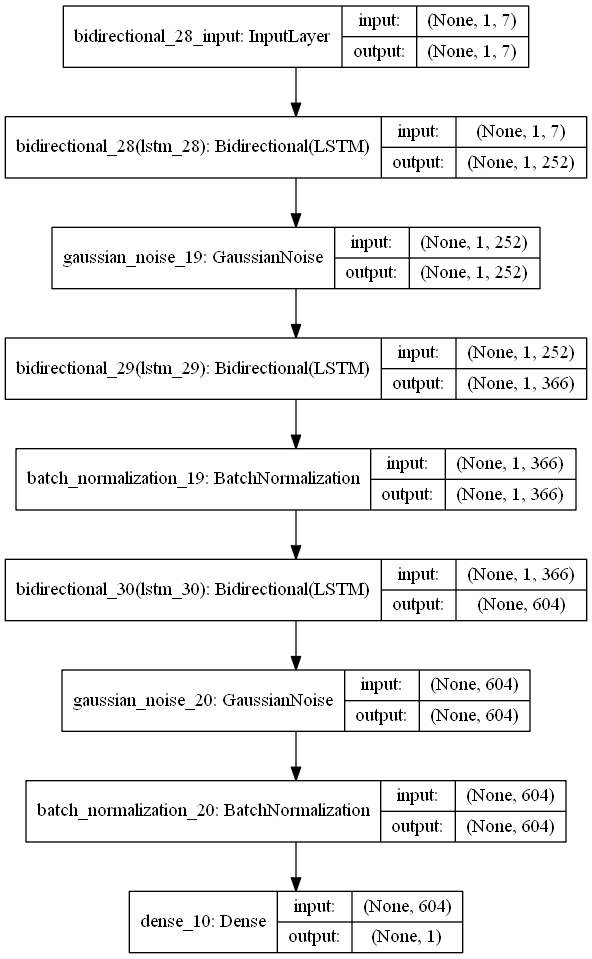 bidirectional_28_input: InputLayer
input: (None, 1, 7)
output: (None, 1, 7)
bidirectional_28(lstm_28): Bidirectional(LSTM)
input: (None, 1, 7)
output: (None, 1, 252)
gaussian_noise_19: GaussianNoise
input: (None, 1, 252)
output: (None, 1, 252)
bidirectional_29(lstm_29): Bidirectional(LSTM)
input: (None, 1, 252)
output: (None, 1, 366)
batch_normalization_19: BatchNormalization
input: (None, 1, 366)
output: (None, 1, 366)
bidirectional_30(lstm_30): Bidirectional(LSTM)
input: (None, 1, 366)
output: (None, 604)
gaussian_noise_20: GaussianNoise
input: (None, 604)
output: (None, 604)
batch_normalization_20: BatchNormalization
input: (None, 604)
output: (None, 604)
dense_10: Dense
input: (None, 604)
output: (None, 1)